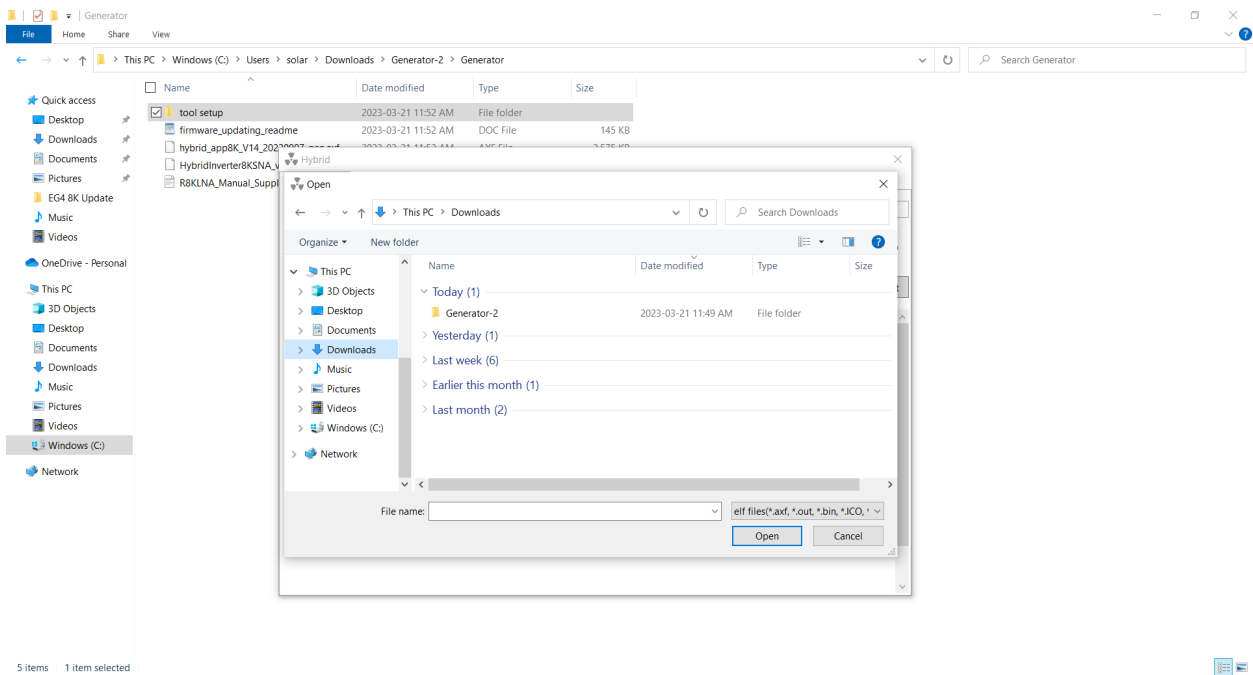 Generator
File Home Share View
This PC > Windows (C:) > Users > solar > Downloads > Generator-2 > Generator
Search Generator
Quick access
Desktop
Downloads
Documents
Pictures
EG4 8K Update
Music
Videos
OneDrive - Personal
This PC
3D Objects
Desktop
Documents
Downloads
Music
Pictures
Videos
Windows (C:)
Network
Name Date modified Type Size
tool setup 2023-03-21 11:52 AM File folder
firmware_updating_readme 2023-03-21 11:52 AM DOC File 145 KB
HybridInverter8KSNA_v
R8KLNA_Manual_Suppl
Hybrid
Open
This PC > Downloads
Search Downloads
Organize New folder
This PC
3D Objects
Desktop
Documents
Downloads
Music
Pictures
Videos
Windows (C:)
Network
Name Date modified Type Size
Today (1)
Generator-2 2023-03-21 11:49 AM File folder
Yesterday (1)
Last week (6)
Earlier this month (1)
Last month (2)
File name:
elf files(*.axf, *.out, *.bin, *.ICO, *
Open Cancel
5 items 1 item selected